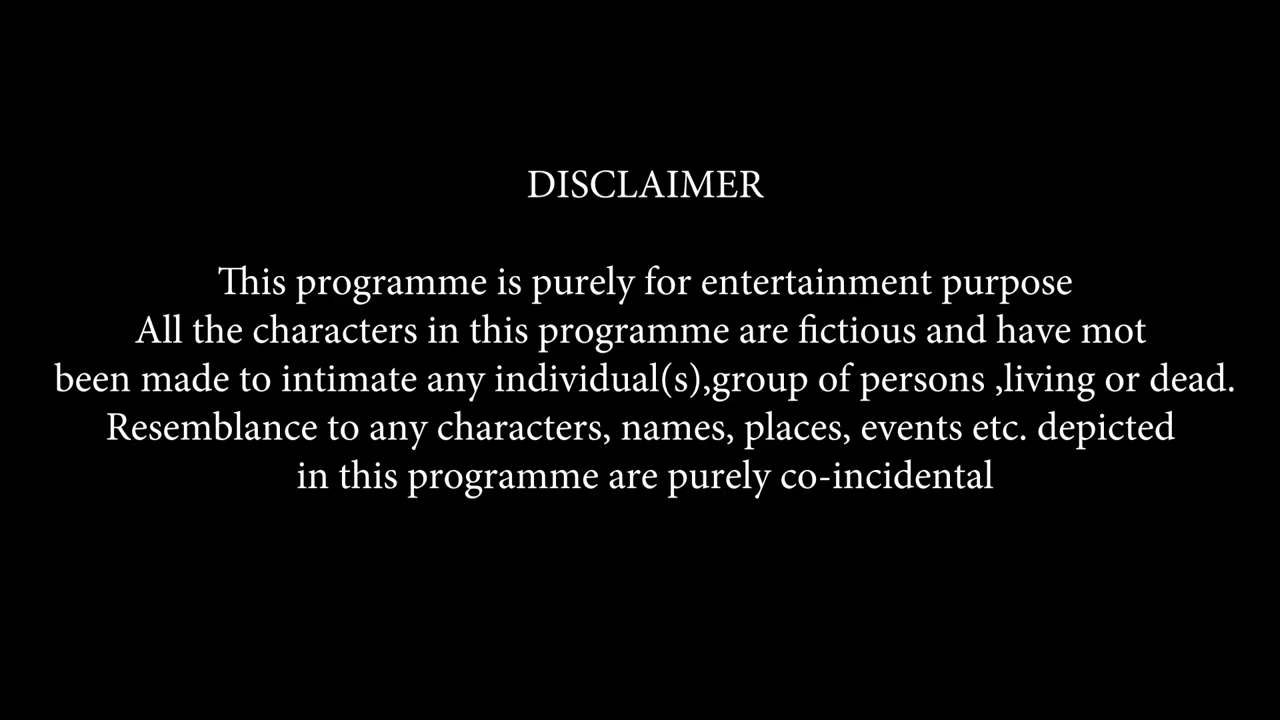 DISCLAIMER
This programme is purely for entertainment purpose
All the characters in this programme are fictious and have mot
been made to intimate any individual(s),group of persons ,living or dead.
Resemblance to any characters, names, places, events etc. depicted
in this programme are purely co-incidental